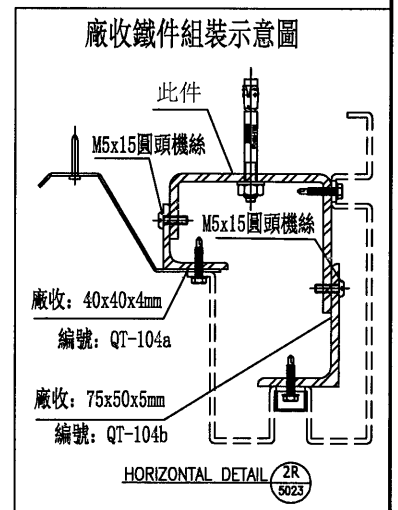 廠收鐵件組裝示意圖
此件
M5x15圓頭機絲
M5x15圓頭機絲
廠收: 40x40x4mm
編號: QT-104a
廠收: 75x50x5mm
編號: QT-104b
HORIZONTAL DETAIL
2R
5023